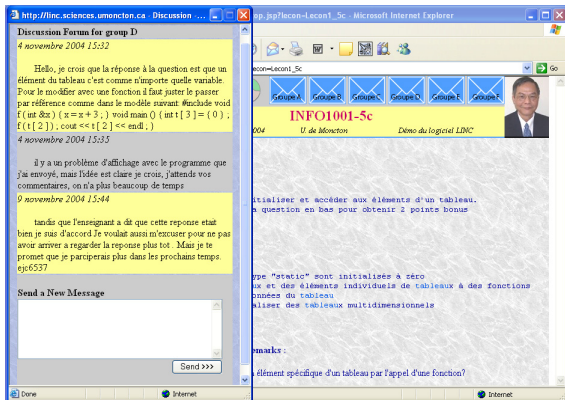 http://linc.sciences.umoncton.ca - Discussion - ...
op.jsp?lecon=Lecon1_5c - Microsoft Internet Explorer
Discussion Forum for group D
4 novembre 2004 15:32
Hello, je crois que la réponse à la question est que un
élément du tableau c'est comme n'importe quelle variable.
Pour le modifier avec une fonction il faut juster le passer
par référence comme dans le modèle suivant: #include void
f ( int &x ) { x = x + 3 ; } void main () { int t [ 3 ] = { 0 } ;
f ( t [ 2 ] ) ; cout << t [ 2 ] << endl ; }
4 novembre 2004 15:35
il y a un problème d'affichage avec le programme que
j'ai envoyé, mais l'idée est claire je crois, j'attends vos
commentaires, on n'a plus beaucoup de temps
9 novembre 2004 15:44
tandis que l'enseignant a dit que cette reponse etait
bien je suis d'accord Je voulait aussi m'excuser pour ne pas
avoir arriver a regarder la reponse plus tot . Mais je te
promet que je parciperais plus dans les prochains temps.
ejc6537
Send a New Message
Send >>>
Done
Internet
econ=Lecon1_5c
Go
Groupe A
Groupe B
Groupe C
Groupe D
Groupe E
Groupe F
INFO1001-5c
2004
U. de Moncton
Démo du logiciel LINC
itialiser et accéder aux éléments d'un tableau.
a question en bas pour obtenir 2 points bonus
ype "static" sont initialisés à zéro
ux et des éléments individuels de tableaux à des fonctions
onnées du tableau
aliser des tableaux multidimensionnels
emarks :
élément spécifique d'un tableau par l'appel d'une fonction?
Internet